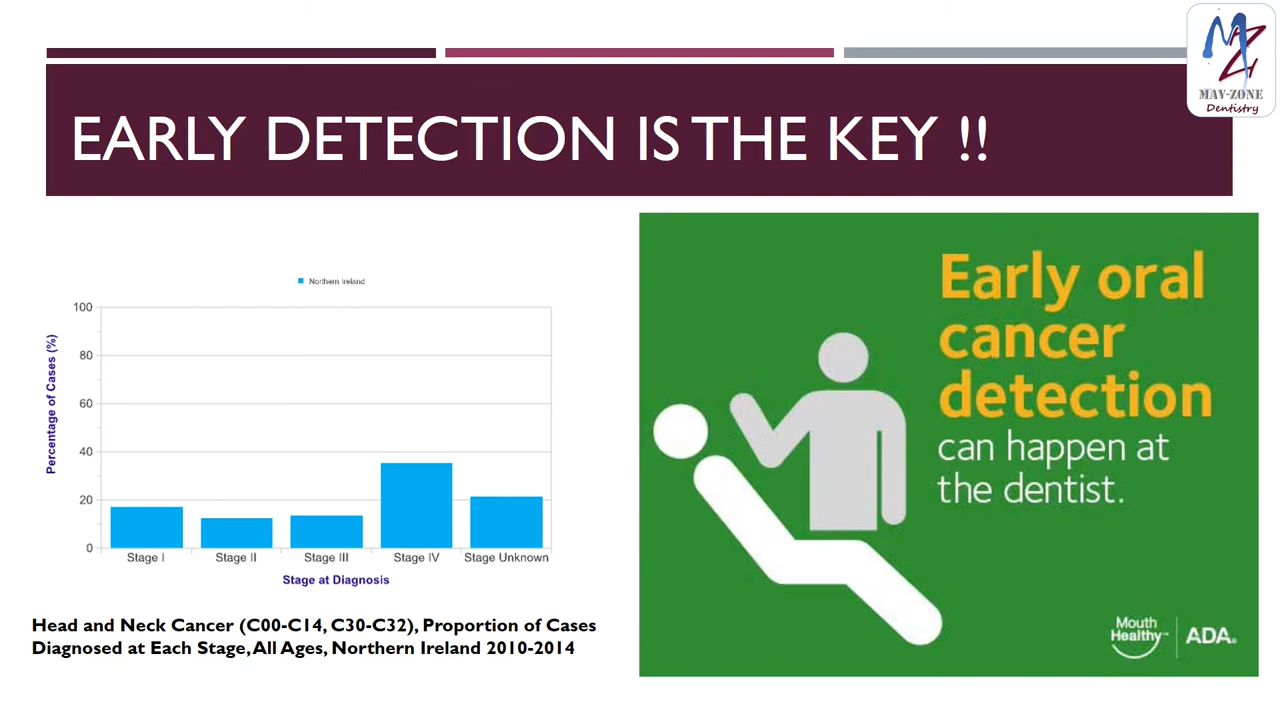 MAV-ZONE
Dentistry
EARLY DETECTION IS THE KEY !!
Northern Ireland
100
80
60
40
20
0
Percentage of Cases (%)
Stage I
Stage II
Stage III
Stage IV
Stage Unknown
Stage at Diagnosis
Head and Neck Cancer (C00-C14, C30-C32), Proportion of Cases
Diagnosed at Each Stage, All Ages, Northern Ireland 2010-2014
Early oral
cancer
detection
can happen at
the dentist.
Mouth
Healthy™
ADA®